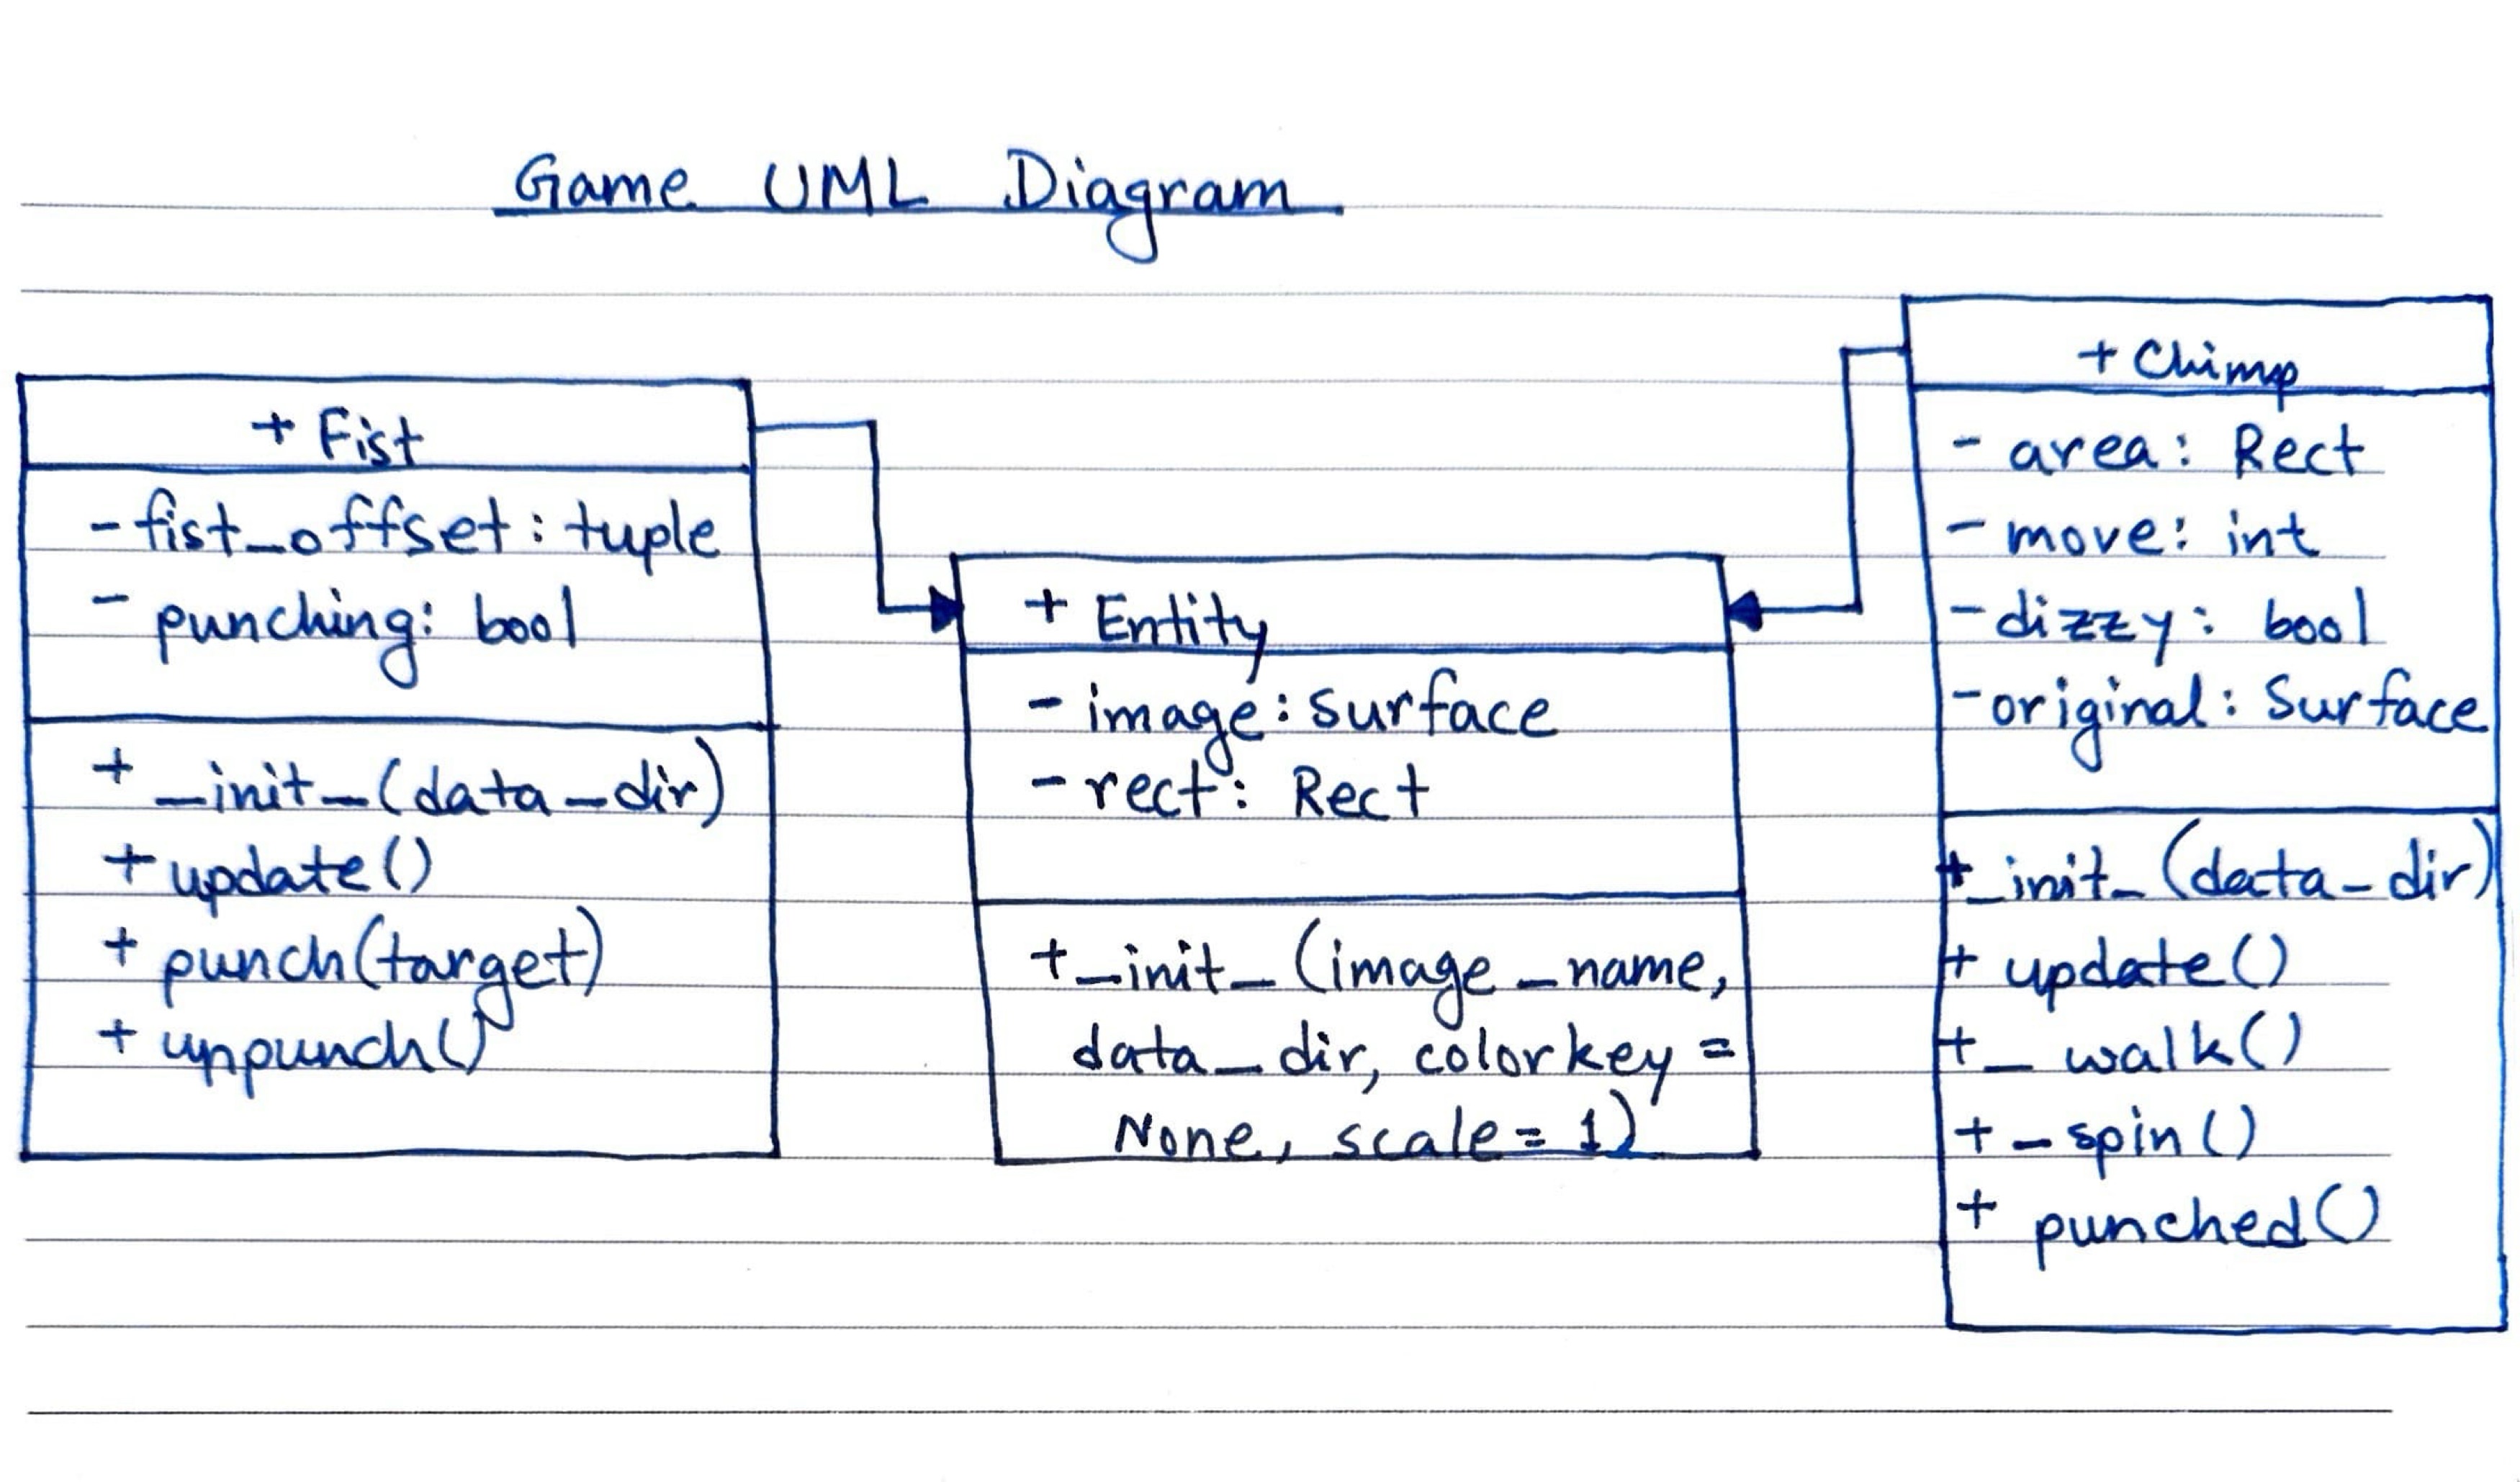 Game UML Diagram
+ Fist
- fist_offset: tuple
- punching: bool
+ _init_(data_dir)
+ update()
+ punch(target)
+ unpunch()
+ Entity
- image: surface
- rect: Rect
+ _init_(image_name,
data_dir, colorkey =
None, scale = 1)
+ Chimp
- area: Rect
- move: int
- dizzy: bool
- original: Surface
+ _init_(data_dir)
+ update()
+ _walk()
+ _spin()
+ punched()